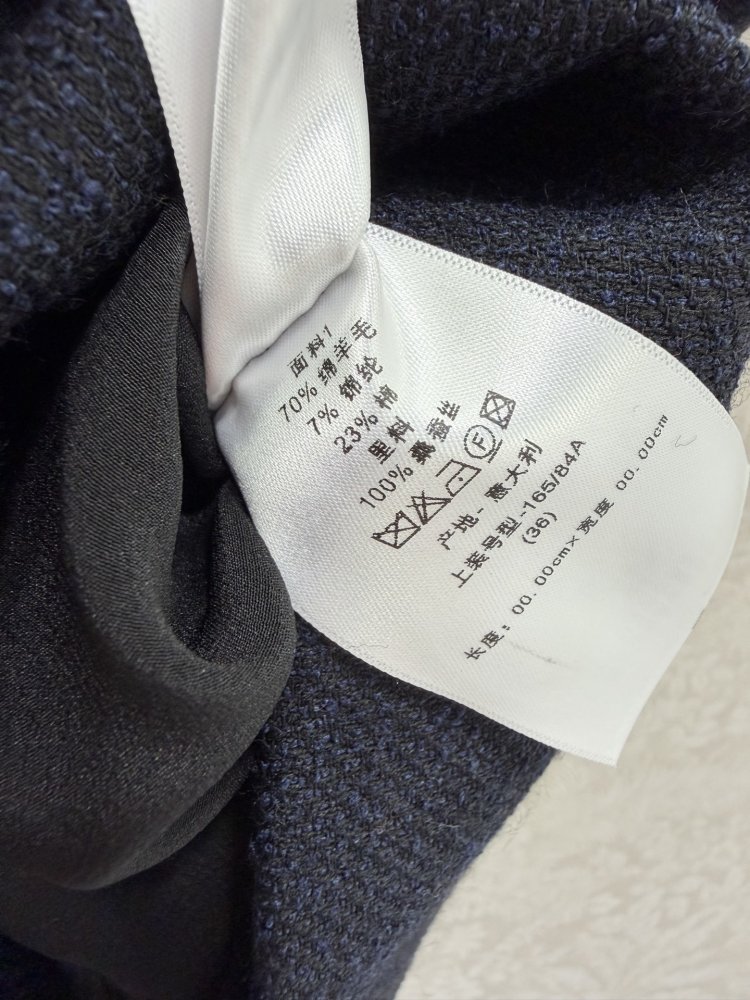 面料1
70% 绵羊毛
7% 锦纶
23% 棉
里料
100% 桑蚕丝
F
产地- 意大利
上装号型-165/84A
(36)
长度: 00.00cm× 宽度 00.00cm